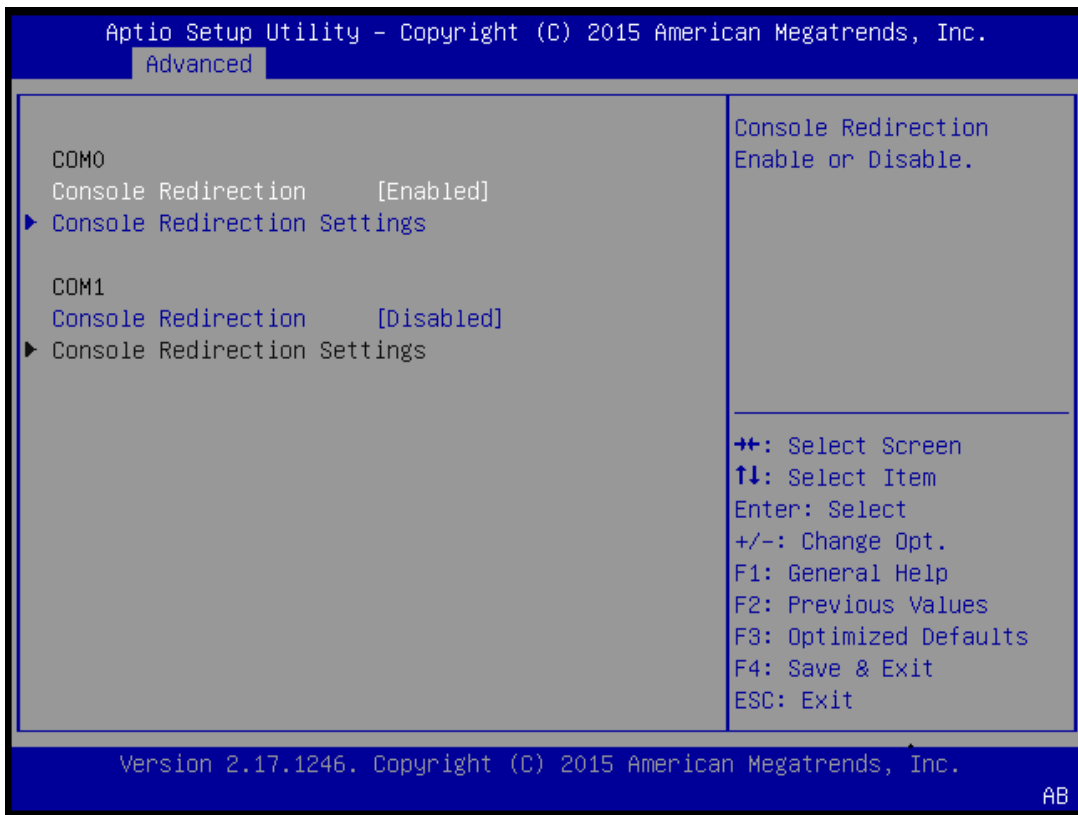 Aptio Setup Utility – Copyright (C) 2015 American Megatrends, Inc.
Advanced
COM0
Console Redirection [Enabled]
▶ Console Redirection Settings
COM1
Console Redirection [Disabled]
▶ Console Redirection Settings
Console Redirection
Enable or Disable.
→←: Select Screen
↑↓: Select Item
Enter: Select
+/-: Change Opt.
F1: General Help
F2: Previous Values
F3: Optimized Defaults
F4: Save & Exit
ESC: Exit
Version 2.17.1246. Copyright (C) 2015 American Megatrends, Inc.
AB